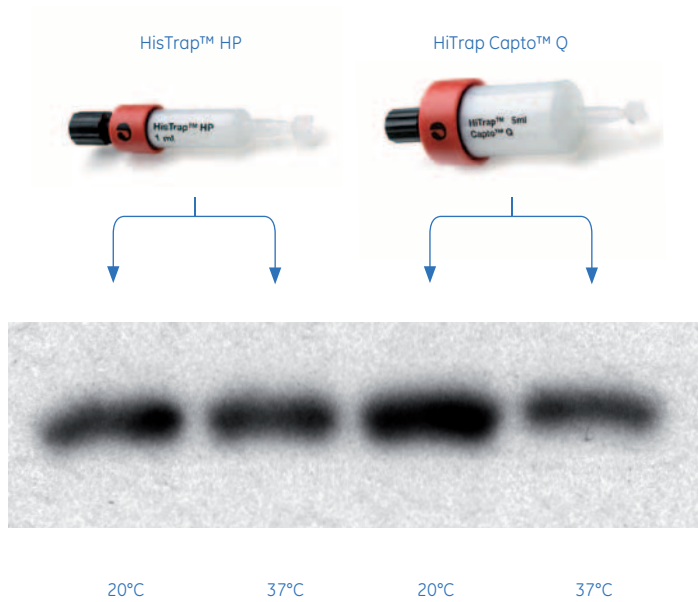 HisTrap™ HP
HiTrap Capto™ Q
HisTrap™ HP
1 ml
HiTrap™ 5ml
Capto™ Q
20°C
37°C
20°C
37°C